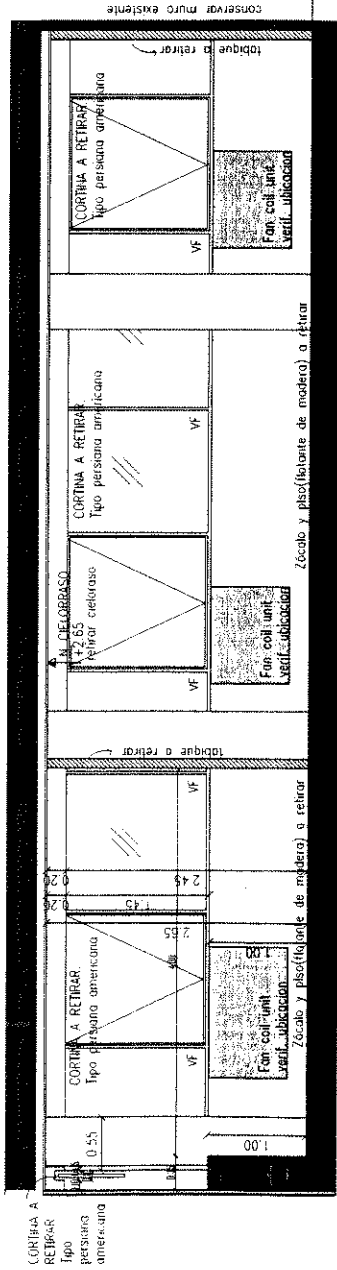 CORTINA A
RETIRAR
Tipo
persiana
americana
0.55
1.00
CORTINA A RETIRAR.
Tipo persiana americana
VF
Fan coil unit
verif. ubicacion
Zócalo y piso(flotante de madera) a retirar
1.00
2.65
1.45
2.45
0.20
0.20
VF
tabique a retirar
N CIELORRASO
+2.65
retirar cieloraso
VF
Fan coil unit
verif. ubicacion
CORTINA A RETIRAR.
Tipo persiana americana
VF
Zócalo y piso(flotante de madera) a retirar
CORTINA A RETIRAR.
Tipo persiana americana
VF
Fan coil unit
verif. ubicacion
tabique a retirar
conservar muro existente